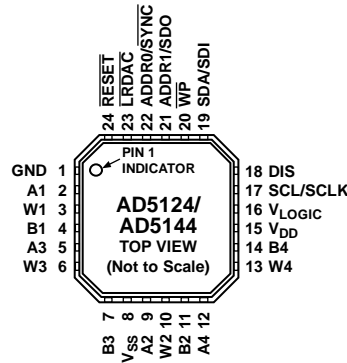 24 RESET
23 LRDAC
22 ADDR0/SYNC
21 ADDR1/SDO
20 WP
19 SDA/SDI
PIN 1
INDICATOR
GND 1
A1 2
W1 3
B1 4
A3 5
W3 6
AD5124/
AD5144
TOP VIEW
(Not to Scale)
18 DIS
17 SCL/SCLK
16 VLOGIC
15 VDD
14 B4
13 W4
B3 7
VSS 8
A2 9
W2 10
B2 11
A4 12